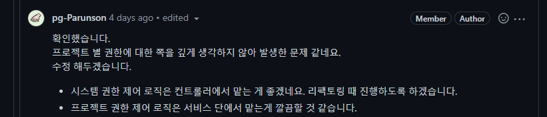 pg-Parunson 4 days ago • edited
Member
Author
확인했습니다.
프로젝트 별 권한에 대한 쪽을 깊게 생각하지 않아 발생한 문제 같네요.
수정 해두겠습니다.
• 시스템 권한 제어 로직은 컨트롤러에서 맡는 게 좋겠네요. 리팩토링 때 진행하도록 하겠습니다.
• 프로젝트 권한 제어 로직은 서비스 단에서 맡는게 깔끔할 것 같습니다.